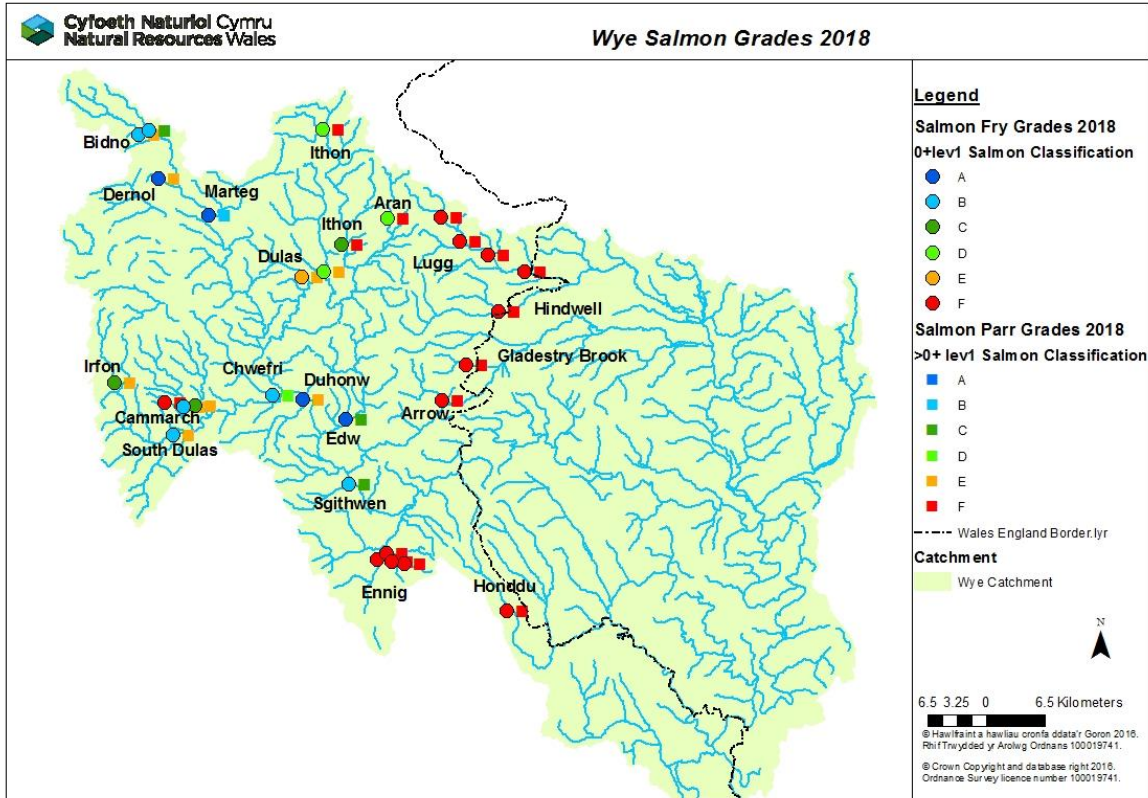 Cyfoeth Naturiol Cymru
Natural Resources Wales
Wye Salmon Grades 2018
Bidno
Ithon
Dernol
Marteg
Aran
Ithon
Lugg
Dulas
Hindwell
Gladestry Brook
Irfon
Chwefri
Duhonw
Cammarch
Arrow
Edw
South Dulas
Sgithwen
Ennig
Honddu
Legend
Salmon Fry Grades 2018
0+lev1 Salmon Classification
A
B
C
D
E
F
Salmon Parr Grades 2018
>0+ lev1 Salmon Classification
A
B
C
D
E
F
Wales England Border.lyr
Catchment
Wye Catchment
N
6.5 3.25 0 6.5 Kilometers
© Hawlfraint a hawliau cronfa ddata'r Goron 2016.
Rhif Trwydded yr Arolwg Ordnans 100019741.
© Crown Copyright and database right 2016.
Ordnance Survey licence number 100019741.